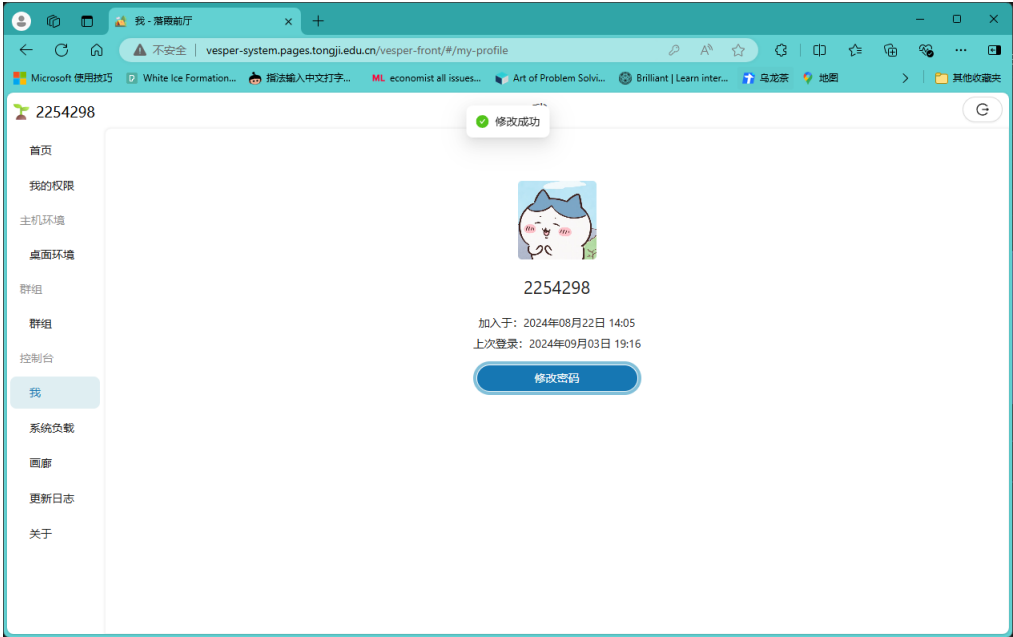 我 - 落霞前厅
不安全 vesper-system.pages.tongji.edu.cn/vesper-front/#/my-profile
Microsoft 使用技巧 White Ice Formation... 指法输入中文打字... ML economist all issues... Art of Problem Solvi... Brilliant | Learn inter... 乌龙茶 地图 其他收藏夹
2254298
修改成功
首页
我的权限
主机环境
桌面环境
群组
群组
控制台
我
系统负载
画廊
更新日志
关于
2254298
加入于：2024年08月22日 14:05
上次登录：2024年09月03日 19:16
修改密码